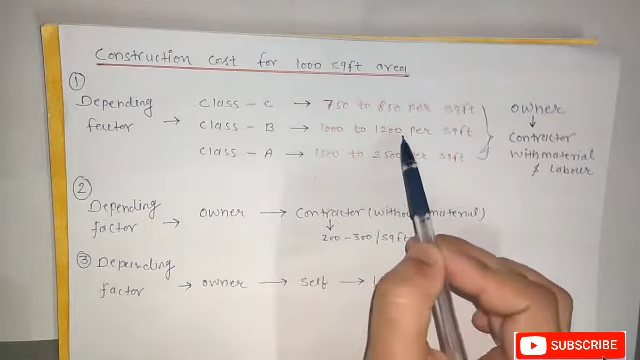 Construction cost for 1000 sqft area
① Depending factor → Class - C → 750 to 850 per sqft
Class - B → 1000 to 1200 per sqft
Class - A → 1500 to 2500 per sqft
owner
↓
contractor
with material
& labour
② Depending factor → owner → contractor (without material)
↓
200 - 300 / sqft
③ Depending factor → owner → self →
SUBSCRIBE